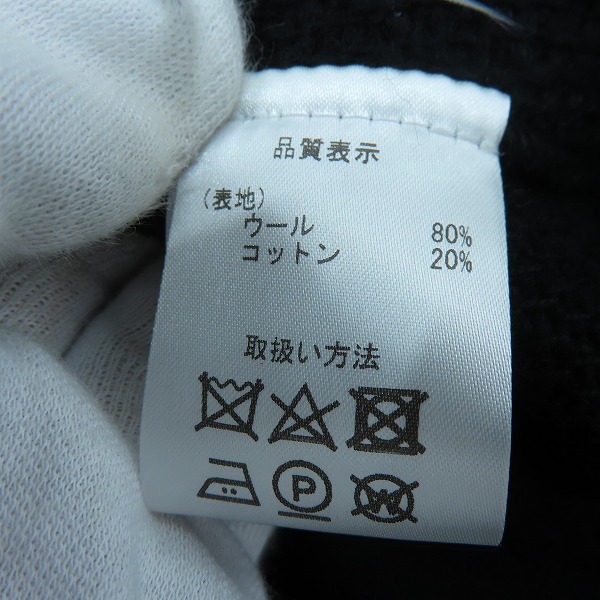 品質表示
(表地)
ウール 80%
コットン 20%
取扱い方法
P W